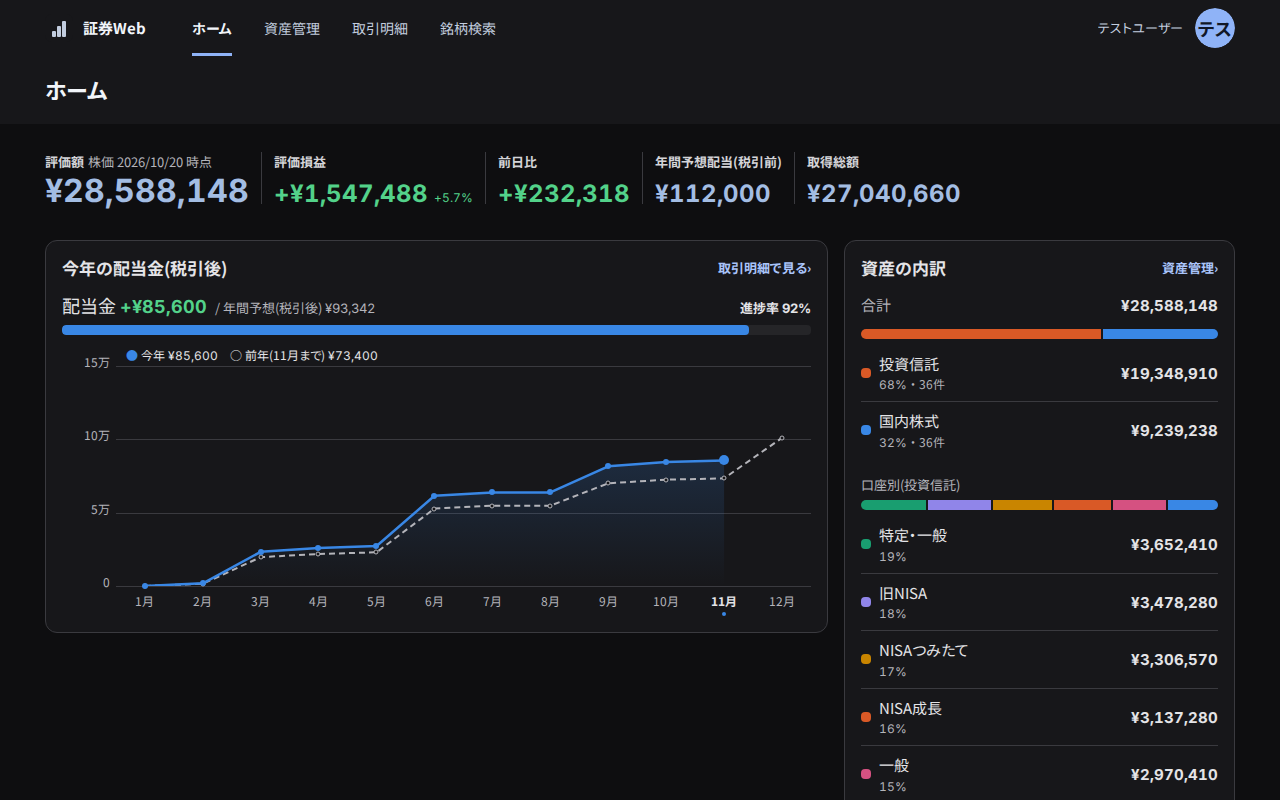 証券Web ホーム 資産管理 取引明細 銘柄検索 テストユーザー テス
ホーム
評価額 株価 2026/10/20 時点
¥28,588,148
評価損益
+¥1,547,488 +5.7%
前日比
+¥232,318
年間予想配当(税引前)
¥112,000
取得総額
¥27,040,660
今年の配当金(税引後) 取引明細で見る›
配当金 +¥85,600 / 年間予想(税引後) ¥93,342 進捗率 92%
今年 ¥85,600 前年(11月まで) ¥73,400
15万
10万
5万
0
1月 2月 3月 4月 5月 6月 7月 8月 9月 10月 11月 12月
資産の内訳 資産管理›
合計 ¥28,588,148
投資信託 ¥19,348,910
68%・36件
国内株式 ¥9,239,238
32%・36件
口座別(投資信託)
特定・一般 ¥3,652,410
19%
旧NISA ¥3,478,280
18%
NISAつみたて ¥3,306,570
17%
NISA成長 ¥3,137,280
16%
一般 ¥2,970,410
15%